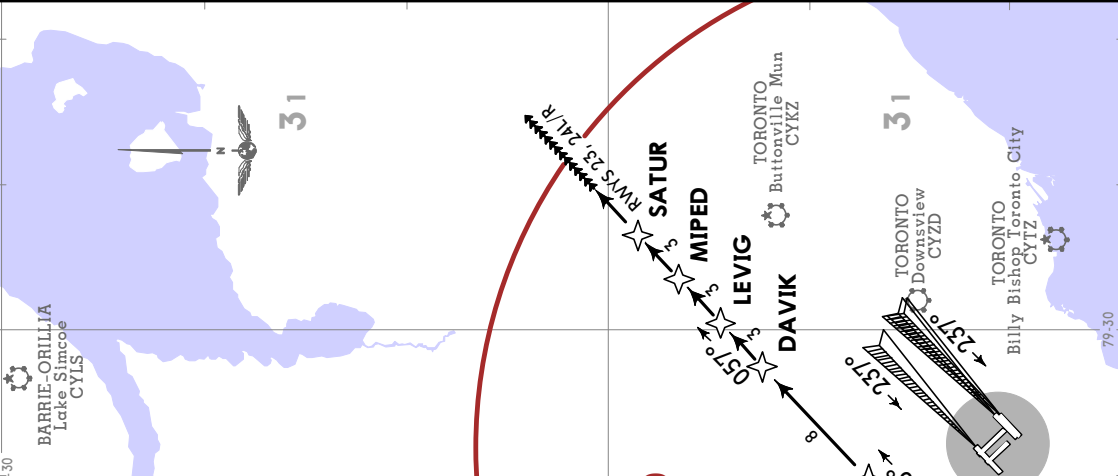 31
31
N
RWYS 23, 24L/R
SATUR
3
MIPED
3
LEVIG
3
DAVIK
057°
8
TORONTO
Buttonville Mun
CYKZ
TORONTO
Downsview
CYZD
TORONTO
Billy Bishop Toronto City
CYTZ
237°
237°
79-30
BARRIE-ORILLIA
Lake Simcoe
CYLS
30